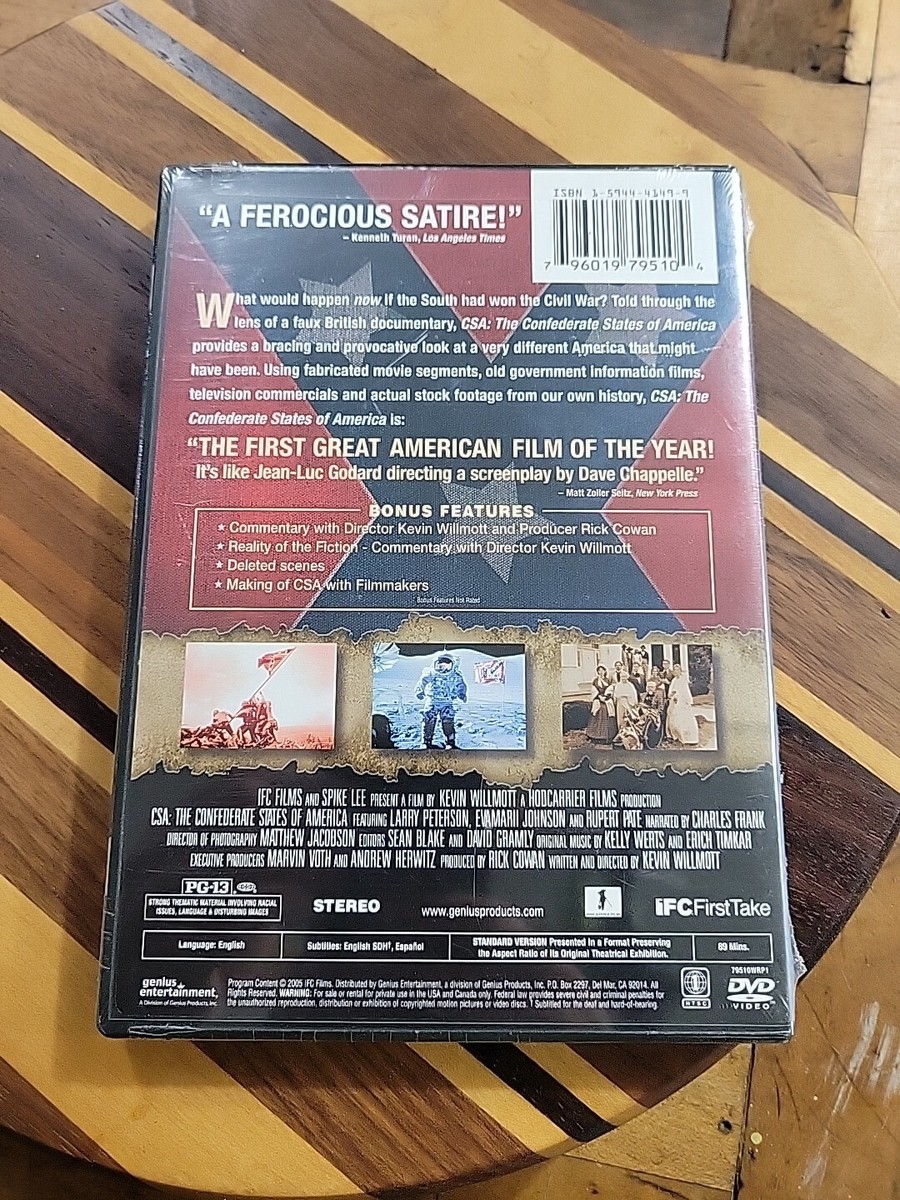 "A FEROCIOUS SATIRE!"
– Kenneth Turan, Los Angeles Times
ISBN 1-5944-4149-9
7 96019 79510 4
What would happen now if the South had won the Civil War? Told through the
lens of a faux British documentary, CSA: The Confederate States of America
provides a bracing and provocative look at a very different America that might
have been. Using fabricated movie segments, old government information films,
television commercials and actual stock footage from our own history, CSA: The
Confederate States of America is:
"THE FIRST GREAT AMERICAN FILM OF THE YEAR!
It's like Jean-Luc Godard directing a screenplay by Dave Chappelle."
– Matt Zoller Seitz, New York Press
BONUS FEATURES
★ Commentary with Director Kevin Willmott and Producer Rick Cowan
★ Reality of the Fiction - Commentary with Director Kevin Willmott
★ Deleted scenes
★ Making of CSA with Filmmakers
Bonus Features Not Rated
IFC FILMS AND SPIKE LEE PRESENT A FILM BY KEVIN WILLMOTT A HODCARRIER FILMS PRODUCTION
CSA: THE CONFEDERATE STATES OF AMERICA FEATURING LARRY PETERSON, EVAMARII JOHNSON AND RUPERT PATE NARRATED BY CHARLES FRANK
DIRECTOR OF PHOTOGRAPHY MATTHEW JACOBSON EDITORS SEAN BLAKE AND DAVID GRAMLY ORIGINAL MUSIC BY KELLY WERTS AND ERICH TIMKAR
EXECUTIVE PRODUCERS MARVIN VOTH AND ANDREW HERWITZ PRODUCED BY RICK COWAN WRITTEN AND DIRECTED BY KEVIN WILLMOTT
PG-13
STRONG THEMATIC MATERIAL INVOLVING RACIAL
ISSUES, LANGUAGE & DISTURBING IMAGES
STEREO
www.geniusproducts.com
iFCFirstTake
Language: English
Subtitles: English SDH†, Español
STANDARD VERSION Presented in a Format Preserving
the Aspect Ratio of Its Original Theatrical Exhibition.
89 Mins.
79510WRP1
genius
entertainment.
A Division of Genius Products, Inc.
Program Content © 2005 IFC Films. Distributed by Genius Entertainment, a division of Genius Products, Inc. P.O. Box 2297, Del Mar, CA 92014. All
Rights Reserved. WARNING: For sale or rental for private use in the USA and Canada only. Federal law provides severe civil and criminal penalties for
the unauthorized reproduction, distribution or exhibition of copyrighted motion pictures or video discs. † Subtitled for the deaf and hard-of-hearing.
1
NTSC
DVD
VIDEO